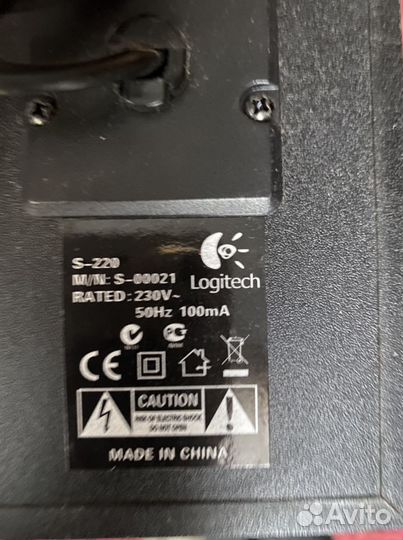 S-220
M/N: S-00021
RATED: 230V~
50Hz 100mA
Logitech
CE
CAUTION
RISK OF ELECTRIC SHOCK
DO NOT OPEN
MADE IN CHINA
Avito